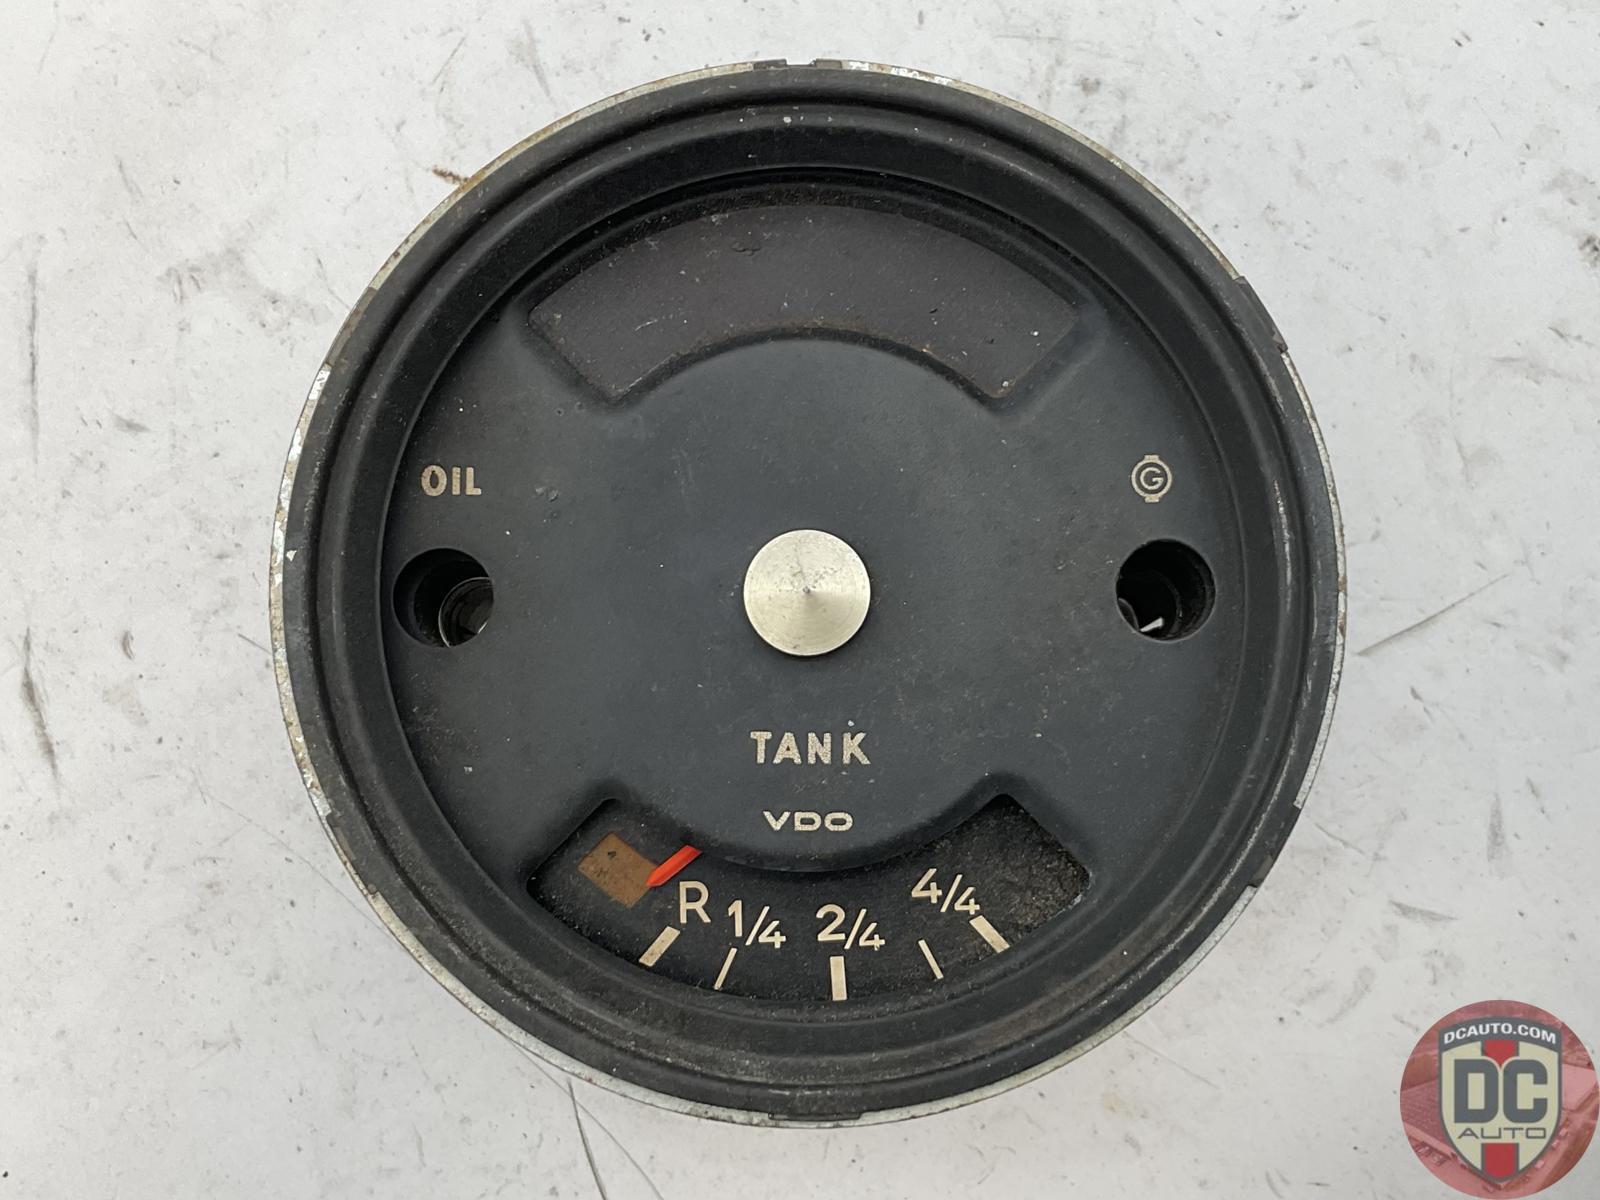 OIL
G
TANK
VDO
R 1/4 2/4 4/4
DCAUTO.COM
DC
AUTO